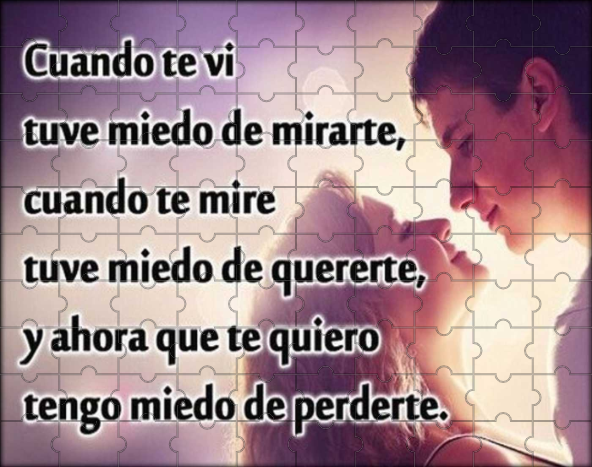 Cuando te vi
tuve miedo de mirarte,
cuando te mire
tuve miedo de quererte,
y ahora que te quiero
tengo miedo de perderte.